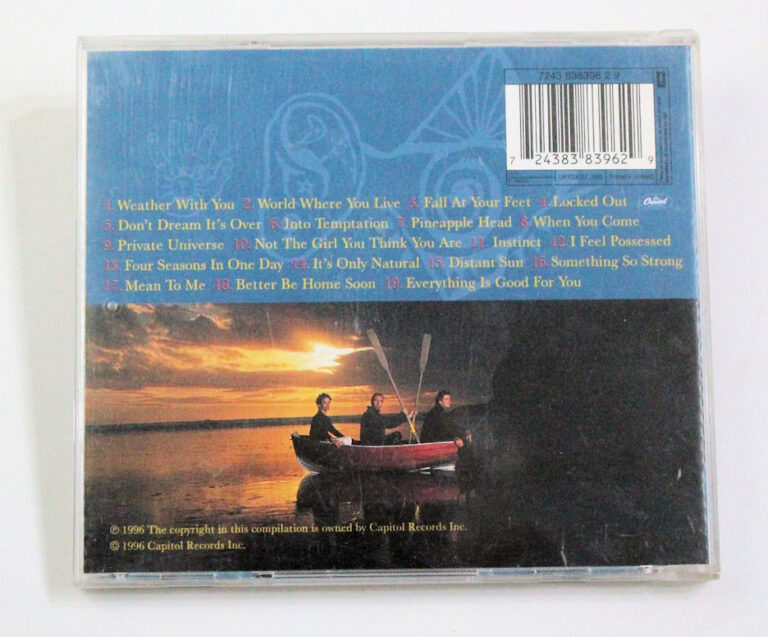 7243 838396 2 9
7 24383 83962 9
1. Weather With You 2. World Where You Live 3. Fall At Your Feet 4. Locked Out
Capitol
5. Don't Dream It's Over 6. Into Temptation 7. Pineapple Head 8. When You Come
9. Private Universe 10. Not The Girl You Think You Are 11. Instinct 12. I Feel Possessed
13. Four Seasons In One Day 14. It's Only Natural 15. Distant Sun 16. Something So Strong
17. Mean To Me 18. Better Be Home Soon 19. Everything Is Good For You
℗ 1996 The copyright in this compilation is owned by Capitol Records Inc.
© 1996 Capitol Records Inc.